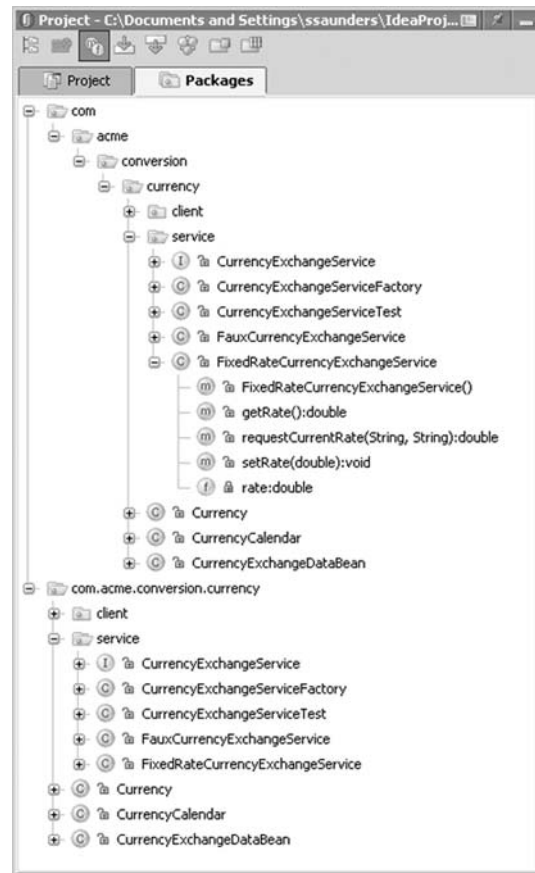 Project - C:\Documents and Settings\ssaunders\IdeaProj...
Project Packages
com
acme
conversion
currency
client
service
I CurrencyExchangeService
C CurrencyExchangeServiceFactory
C CurrencyExchangeServiceTest
C FauxCurrencyExchangeService
C FixedRateCurrencyExchangeService
m FixedRateCurrencyExchangeService()
m getRate():double
m requestCurrentRate(String, String):double
m setRate(double):void
f rate:double
C Currency
C CurrencyCalendar
C CurrencyExchangeDataBean
com.acme.conversion.currency
client
service
I CurrencyExchangeService
C CurrencyExchangeServiceFactory
C CurrencyExchangeServiceTest
C FauxCurrencyExchangeService
C FixedRateCurrencyExchangeService
C Currency
C CurrencyCalendar
C CurrencyExchangeDataBean